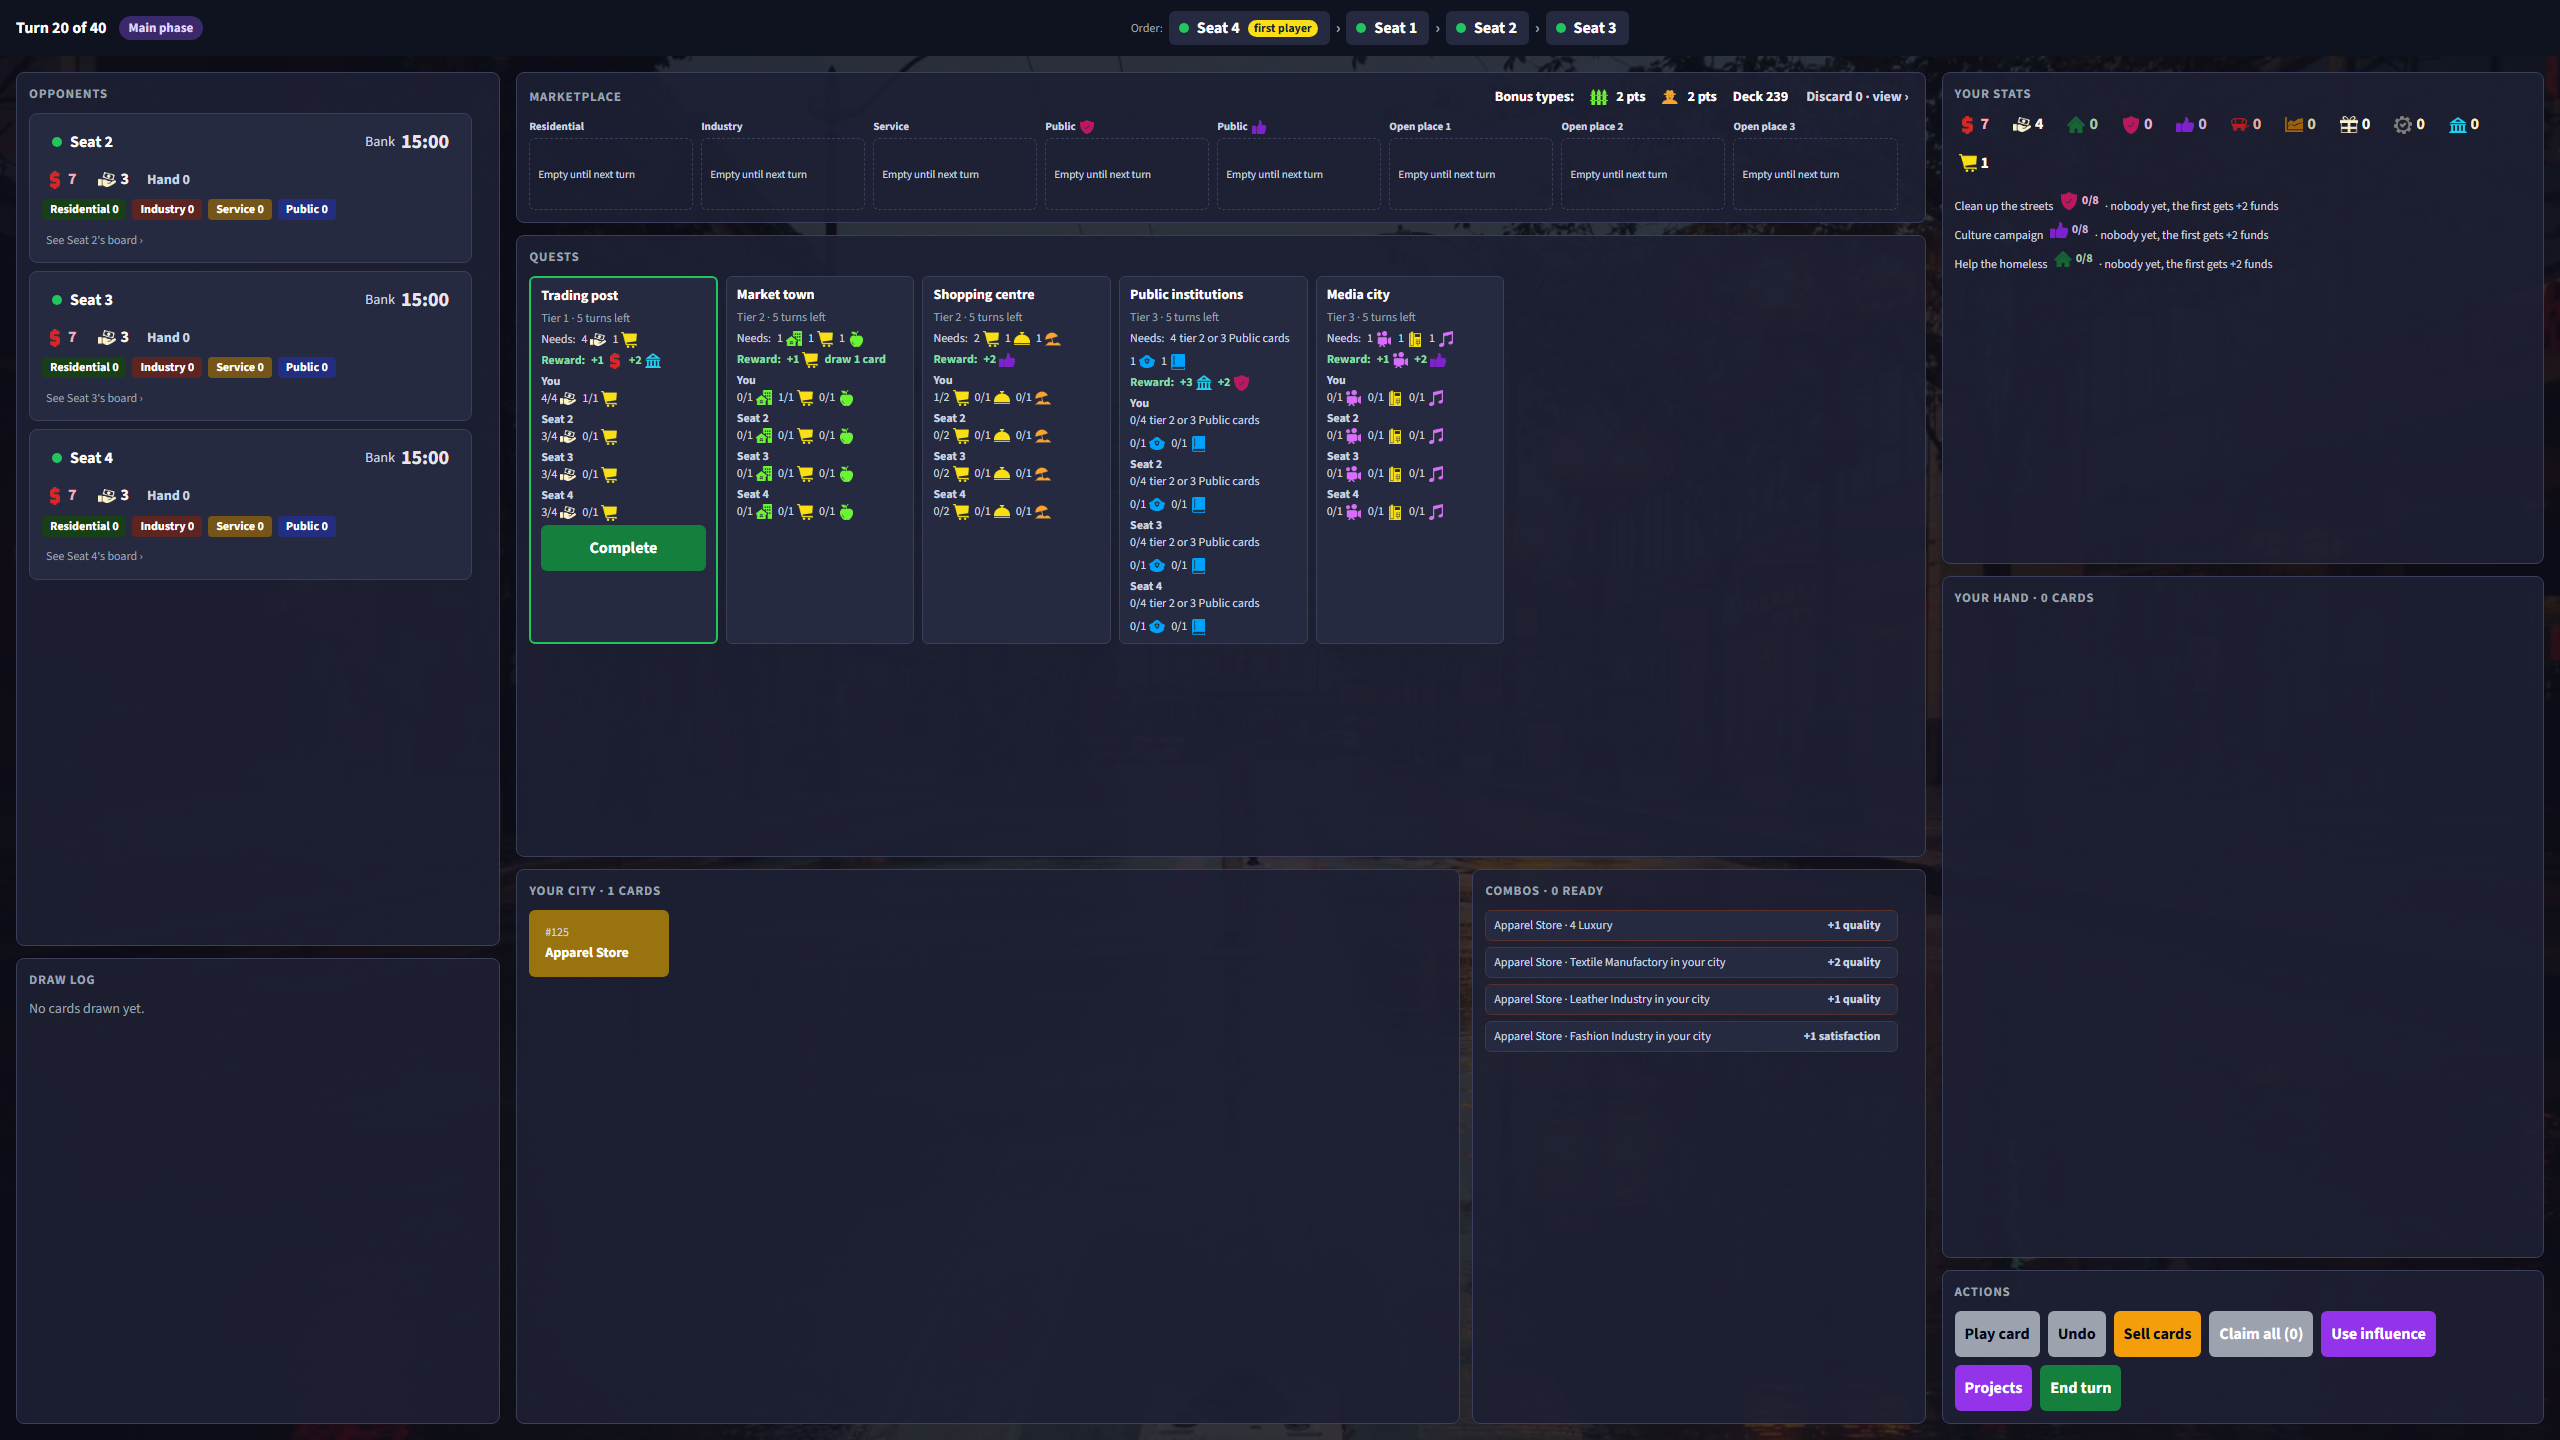 Turn 20 of 40 Main phase
Order: Seat 4 first player › Seat 1 › Seat 2 › Seat 3
OPPONENTS
Seat 2 Bank 15:00
7 3 Hand 0
Residential 0 Industry 0 Service 0 Public 0
See Seat 2's board ›
Seat 3 Bank 15:00
7 3 Hand 0
Residential 0 Industry 0 Service 0 Public 0
See Seat 3's board ›
Seat 4 Bank 15:00
7 3 Hand 0
Residential 0 Industry 0 Service 0 Public 0
See Seat 4's board ›
DRAW LOG
No cards drawn yet.
MARKETPLACE
Bonus types: 2 pts 2 pts Deck 239 Discard 0 · view ›
Residential Industry Service Public Public Open place 1 Open place 2 Open place 3
Empty until next turn Empty until next turn Empty until next turn Empty until next turn Empty until next turn Empty until next turn Empty until next turn Empty until next turn
QUESTS
Trading post
Tier 1 · 5 turns left
Needs: 4 1
Reward: +1 +2
You
4/4 1/1
Seat 2
3/4 0/1
Seat 3
3/4 0/1
Seat 4
3/4 0/1
Complete
Market town
Tier 2 · 5 turns left
Needs: 1 1 1
Reward: +1 draw 1 card
You
0/1 1/1 0/1
Seat 2
0/1 0/1 0/1
Seat 3
0/1 0/1 0/1
Seat 4
0/1 0/1 0/1
Shopping centre
Tier 2 · 5 turns left
Needs: 2 1 1
Reward: +2
You
1/2 0/1 0/1
Seat 2
0/2 0/1 0/1
Seat 3
0/2 0/1 0/1
Seat 4
0/2 0/1 0/1
Public institutions
Tier 3 · 5 turns left
Needs: 4 tier 2 or 3 Public cards
1 1
Reward: +3 +2
You
0/4 tier 2 or 3 Public cards
0/1 0/1
Seat 2
0/4 tier 2 or 3 Public cards
0/1 0/1
Seat 3
0/4 tier 2 or 3 Public cards
0/1 0/1
Seat 4
0/4 tier 2 or 3 Public cards
0/1 0/1
Media city
Tier 3 · 5 turns left
Needs: 1 1 1
Reward: +1 +2
You
0/1 0/1 0/1
Seat 2
0/1 0/1 0/1
Seat 3
0/1 0/1 0/1
Seat 4
0/1 0/1 0/1
YOUR CITY · 1 CARDS
#125
Apparel Store
COMBOS · 0 READY
Apparel Store · 4 Luxury +1 quality
Apparel Store · Textile Manufactory in your city +2 quality
Apparel Store · Leather Industry in your city +1 quality
Apparel Store · Fashion Industry in your city +1 satisfaction
YOUR STATS
7 4 0 0 0 0 0 0 0 0
1
Clean up the streets 0/8 · nobody yet, the first gets +2 funds
Culture campaign 0/8 · nobody yet, the first gets +2 funds
Help the homeless 0/8 · nobody yet, the first gets +2 funds
YOUR HAND · 0 CARDS
ACTIONS
Play card Undo Sell cards Claim all (0) Use influence
Projects End turn